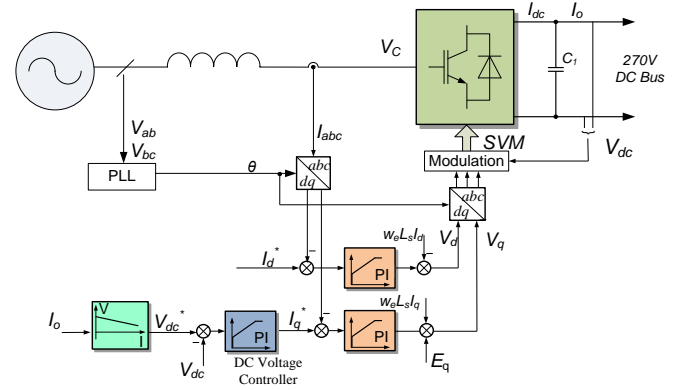 I_dc
I_o
V_C
C_1
270V
DC Bus
V_ab
V_bc
I_abc
SVM
V_dc
Modulation
PLL
θ
abc
dq
abc
dq
V_d
V_q
w_eL_sI_d
I_d*
PI
w_eL_sI_q
I_o
V
I
V_dc*
PI
I_q*
PI
V_dc
DC Voltage
Controller
E_q